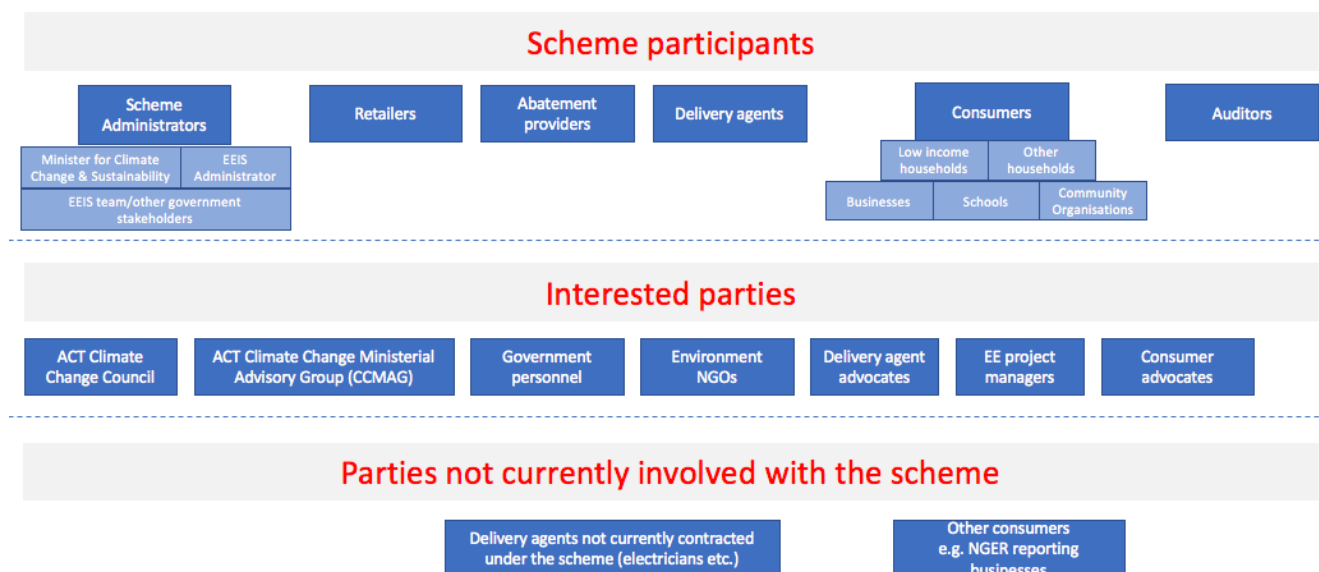 Scheme participants
Scheme
Administrators
Retailers
Abatement
providers
Delivery agents
Consumers
Auditors
Minister for Climate
Change & Sustainability
EEIS
Administrator
EEIS team/other government
stakeholders
Low income
households
Other
households
Businesses
Schools
Community
Organisations
Interested parties
ACT Climate
Change Council
ACT Climate Change Ministerial
Advisory Group (CCMAG)
Government
personnel
Environment
NGOs
Delivery agent
advocates
EE project
managers
Consumer
advocates
Parties not currently involved with the scheme
Delivery agents not currently contracted
under the scheme (electricians etc.)
Other consumers
e.g. NGER reporting
businesses